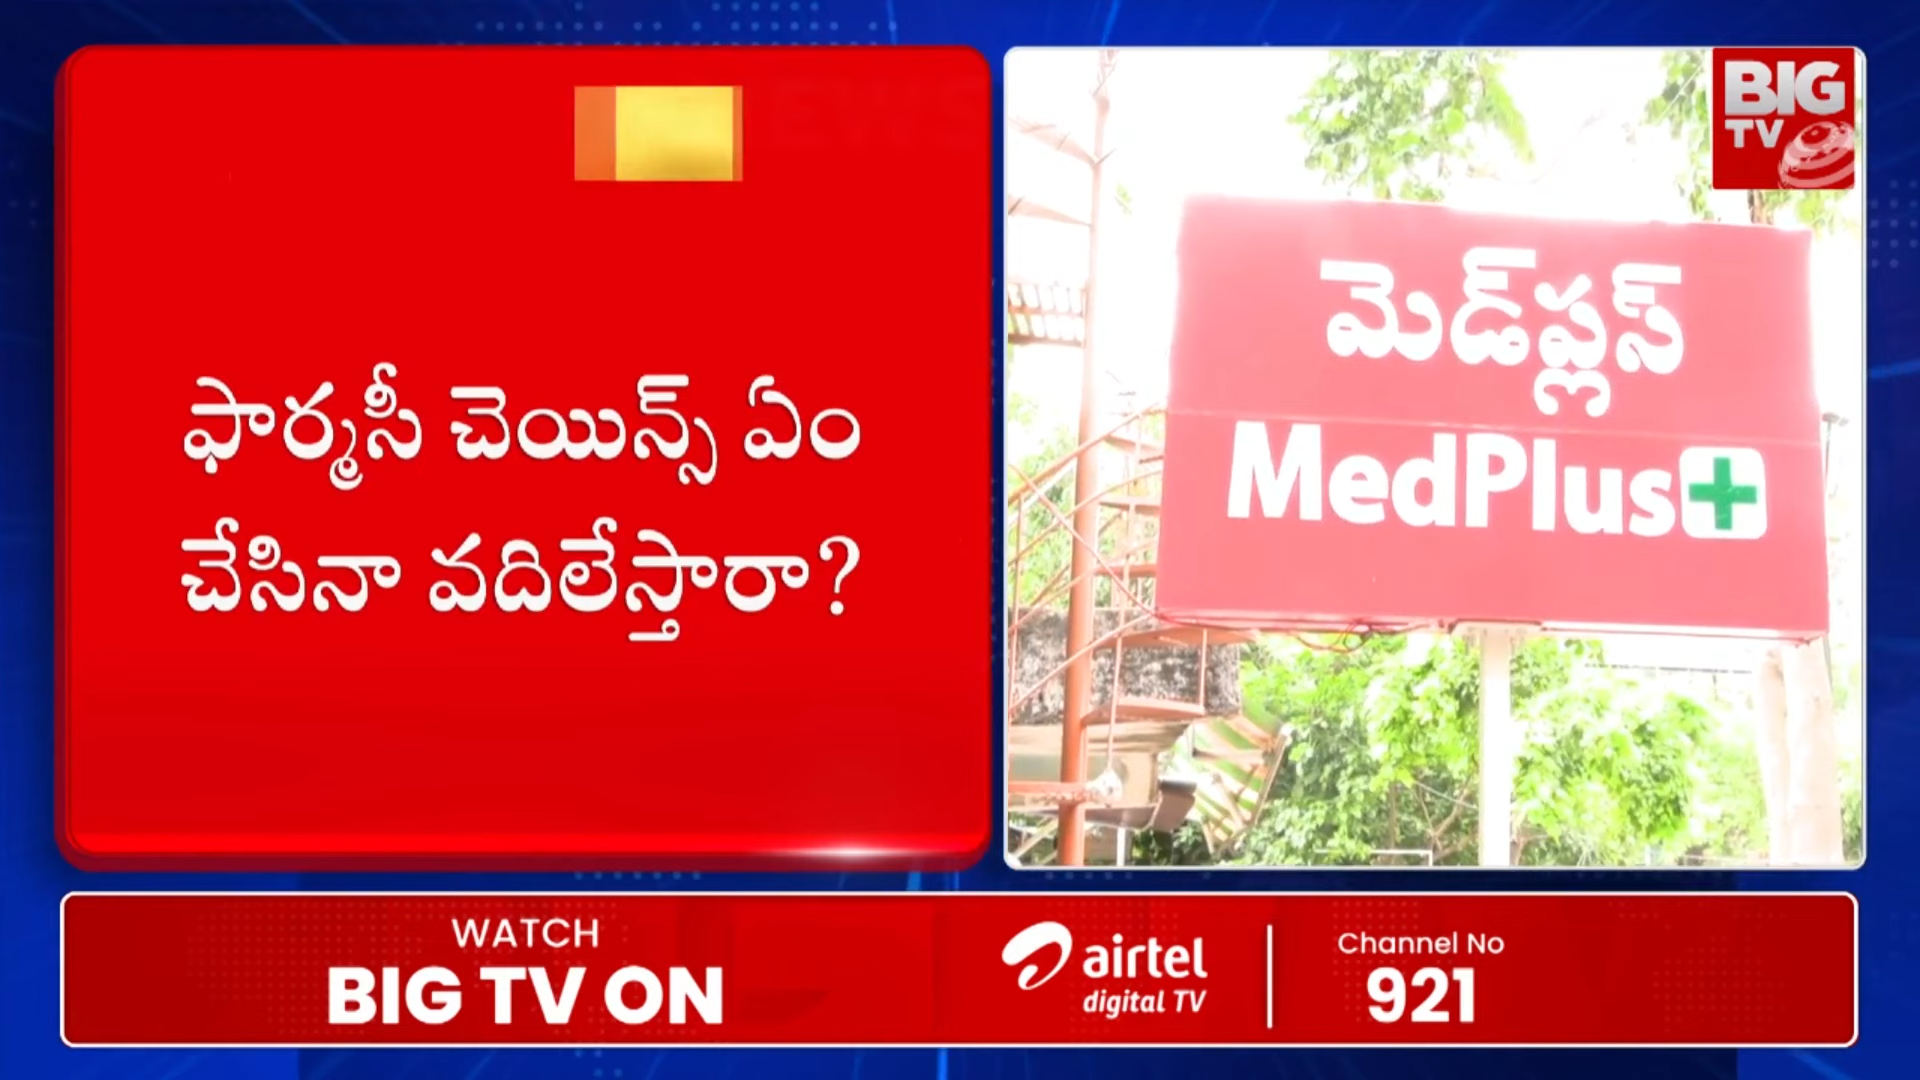 ఫార్మసీ చెయిన్స్ ఏం
చేసినా వదిలేస్తారా?
BIG
TV
మెడ్‌ప్లస్
MedPlus
WATCH
BIG TV ON
airtel
digital TV
Channel No
921